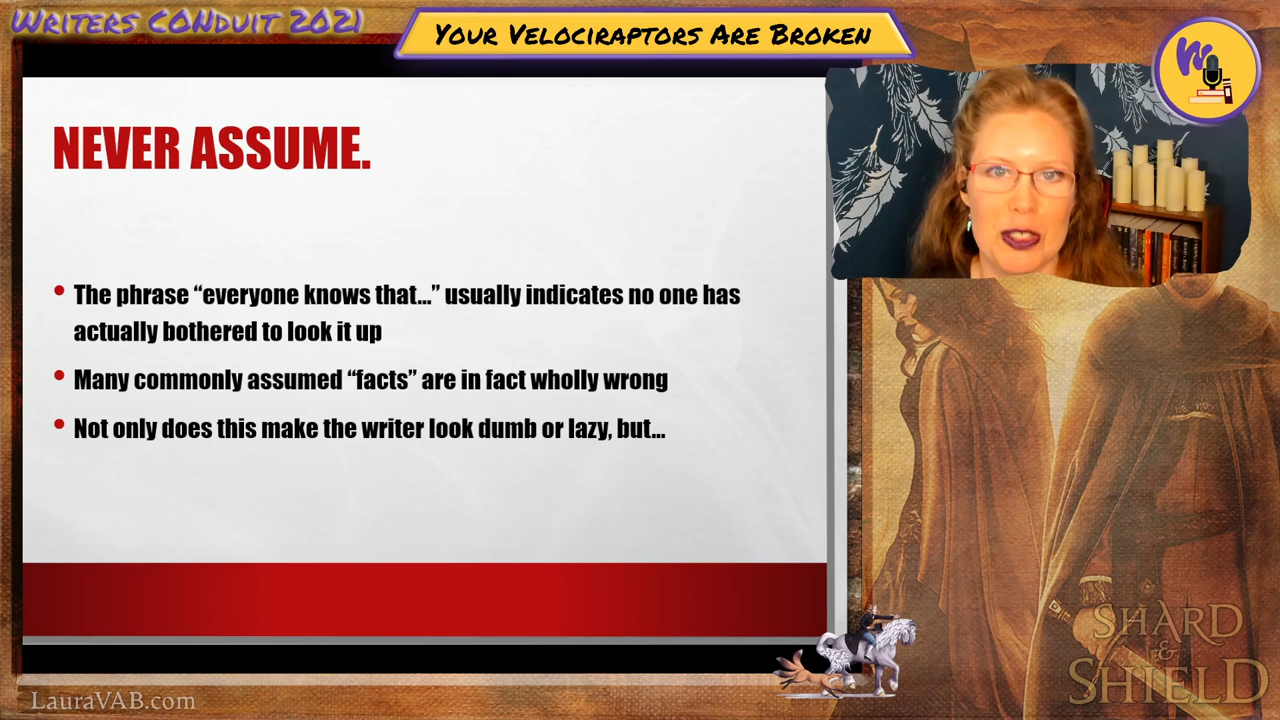 Writers CONduit 2021
Your Velociraptors Are Broken
W
NEVER ASSUME.
• The phrase “everyone knows that…” usually indicates no one has
actually bothered to look it up
• Many commonly assumed “facts” are in fact wholly wrong
• Not only does this make the writer look dumb or lazy, but…
SHARD
&
SHIELD
LauraVAB.com